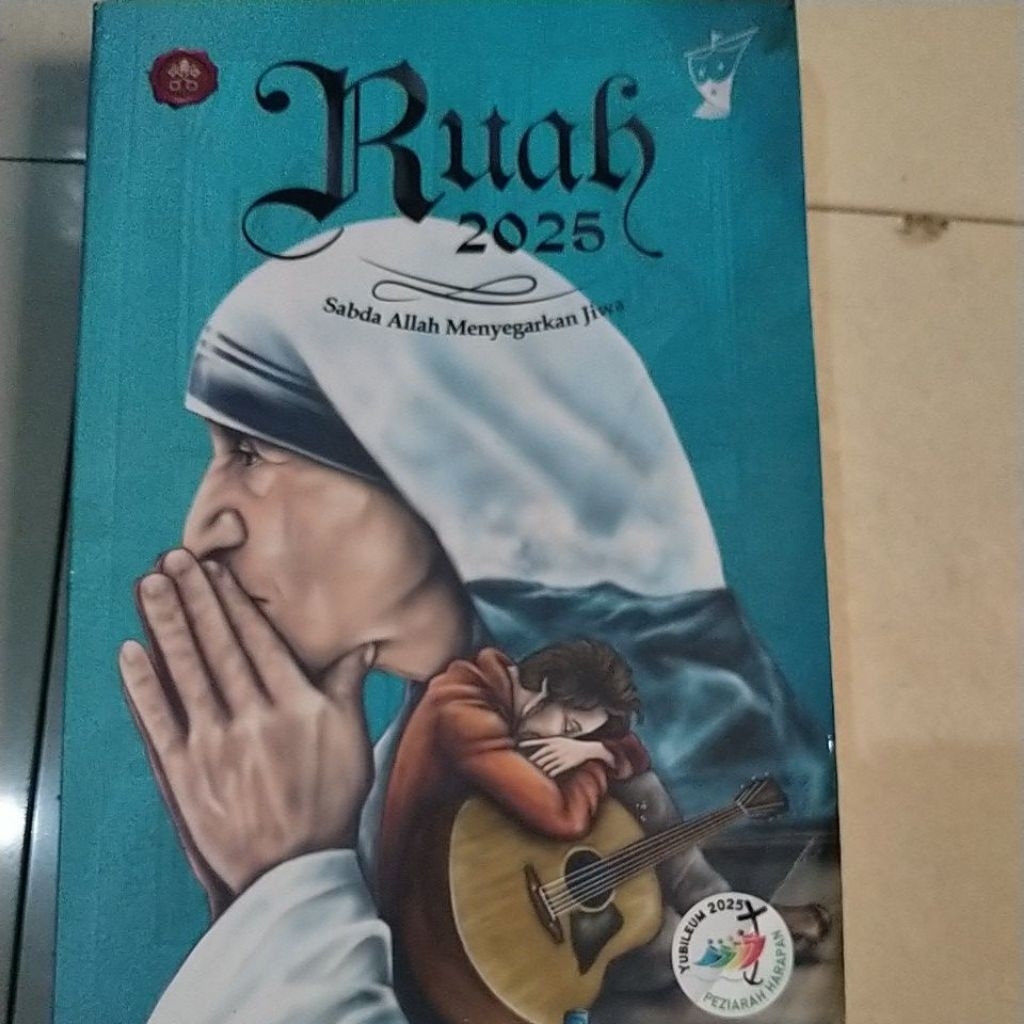 Ruah
2025
Sabda Allah Menyegarkan Jiwa
YUBILEUM 2025
PEZIARAH HARAPAN